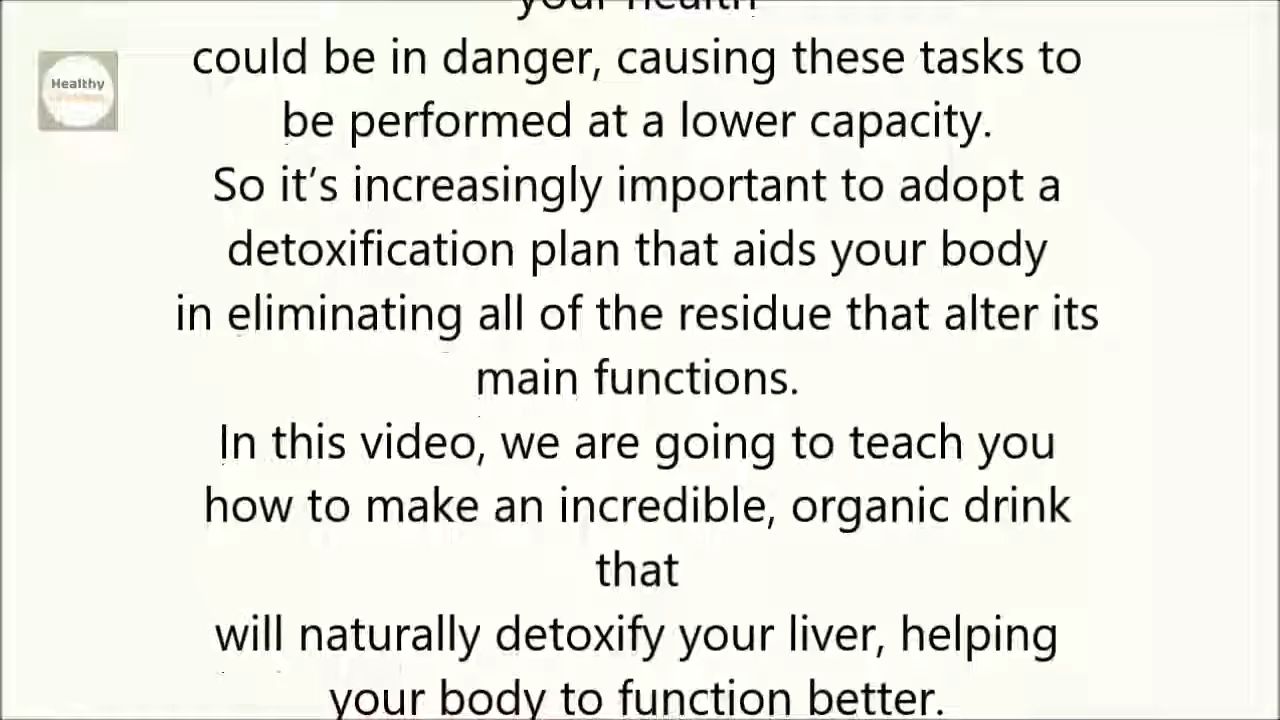 your health
could be in danger, causing these tasks to
be performed at a lower capacity.
So it’s increasingly important to adopt a
detoxification plan that aids your body
in eliminating all of the residue that alter its
main functions.
In this video, we are going to teach you
how to make an incredible, organic drink
that
will naturally detoxify your liver, helping
your body to function better.
Healthy